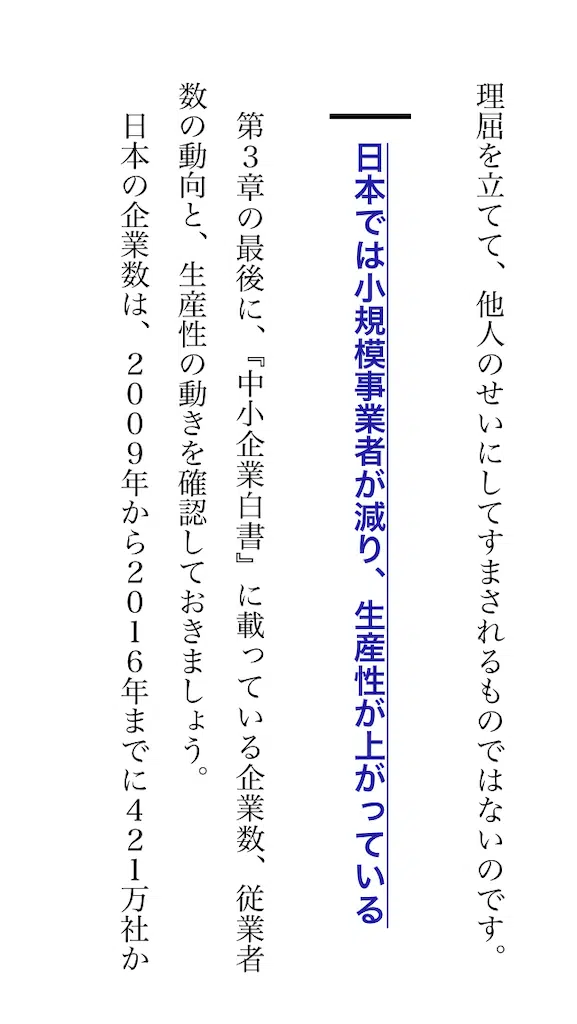 理屈を立てて、他人のせいにしてすまされるものではないのです。
日本では小規模事業者が減り、生産性が上がっている
第３章の最後に、『中小企業白書』に載っている企業数、従業者
数の動向と、生産性の動きを確認しておきましょう。
日本の企業数は、２００９年から２０１６年までに４２１万社か